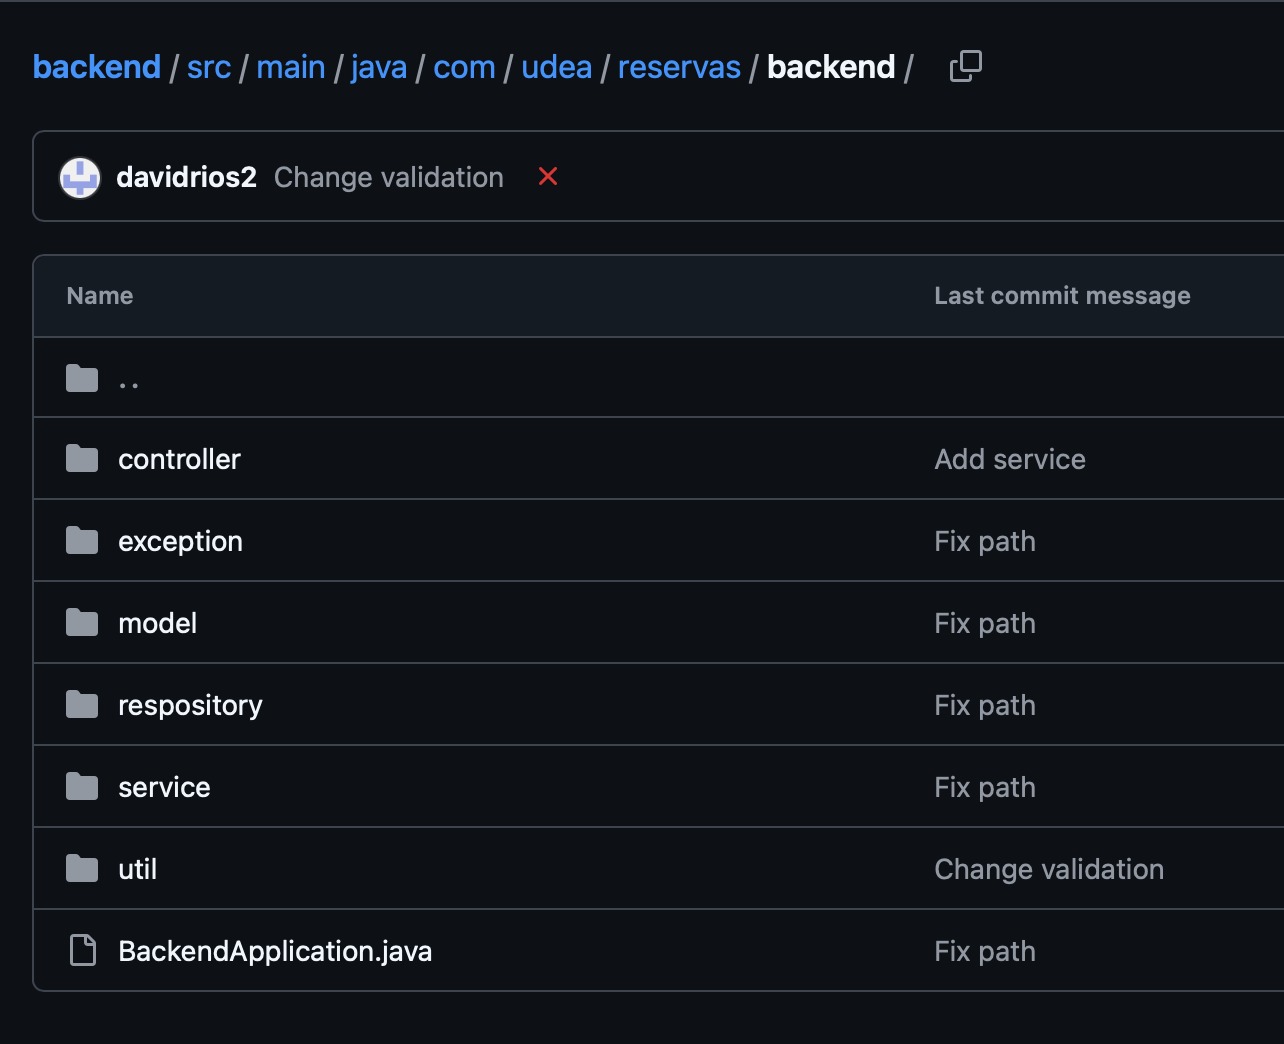 backend / src / main / java / com / udea / reservas / backend /
davidrios2 Change validation
Name Last commit message
..
controller Add service
exception Fix path
model Fix path
respository Fix path
service Fix path
util Change validation
BackendApplication.java Fix path